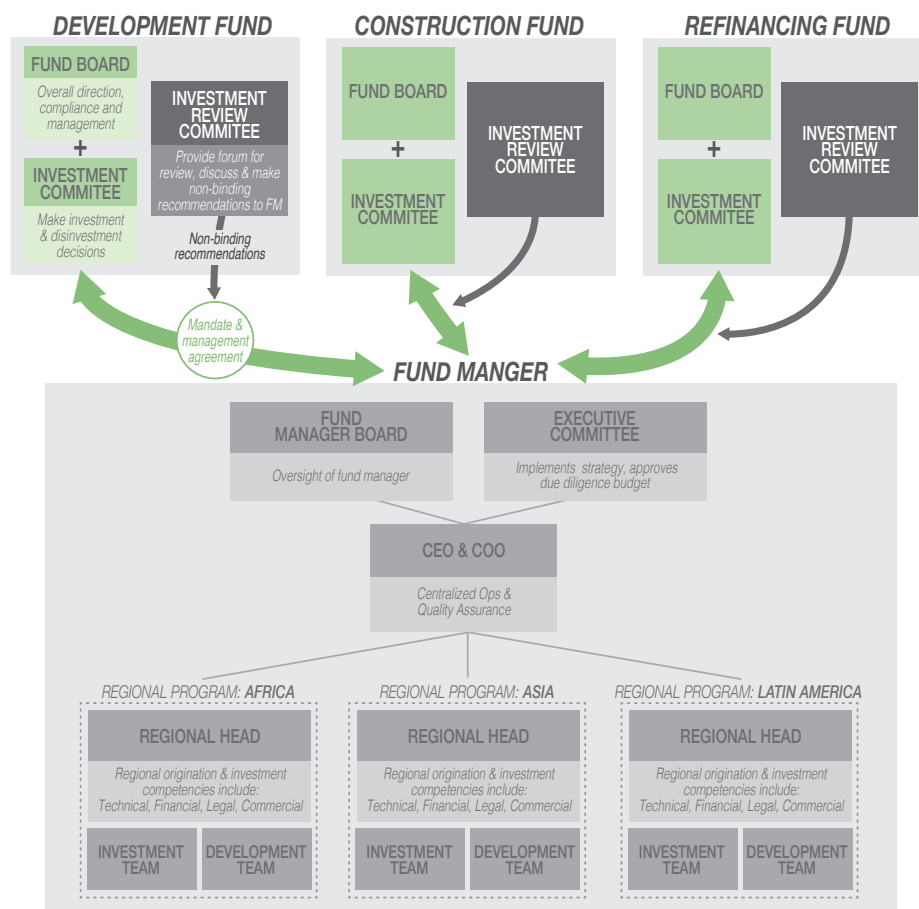 DEVELOPMENT FUND
FUND BOARD
Overall direction,
compliance and
management
+
INVESTMENT
COMMITEE
Make investment
& disinvestment
decisions
INVESTMENT
REVIEW
COMMITEE
Provide forum for
review, discuss & make
non-binding
recommendations to FM
Non-binding
recommendations
Mandate &
management
agreement
CONSTRUCTION FUND
FUND BOARD
+
INVESTMENT
COMMITEE
INVESTMENT
REVIEW
COMMITEE
REFINANCING FUND
FUND BOARD
+
INVESTMENT
COMMITEE
INVESTMENT
REVIEW
COMMITEE
FUND MANGER
FUND
MANAGER BOARD
Oversight of fund manager
EXECUTIVE
COMMITTEE
Implements strategy, approves
due diligence budget
CEO & COO
Centralized Ops &
Quality Assurance
REGIONAL PROGRAM: AFRICA
REGIONAL HEAD
Regional origination & investment
competencies include:
Technical, Financial, Legal, Commercial
INVESTMENT
TEAM
DEVELOPMENT
TEAM
REGIONAL PROGRAM: ASIA
REGIONAL HEAD
Regional origination & investment
competencies include:
Technical, Financial, Legal, Commercial
INVESTMENT
TEAM
DEVELOPMENT
TEAM
REGIONAL PROGRAM: LATIN AMERICA
REGIONAL HEAD
Regional origination & investment
competencies include:
Technical, Financial, Legal, Commercial
INVESTMENT
TEAM
DEVELOPMENT
TEAM